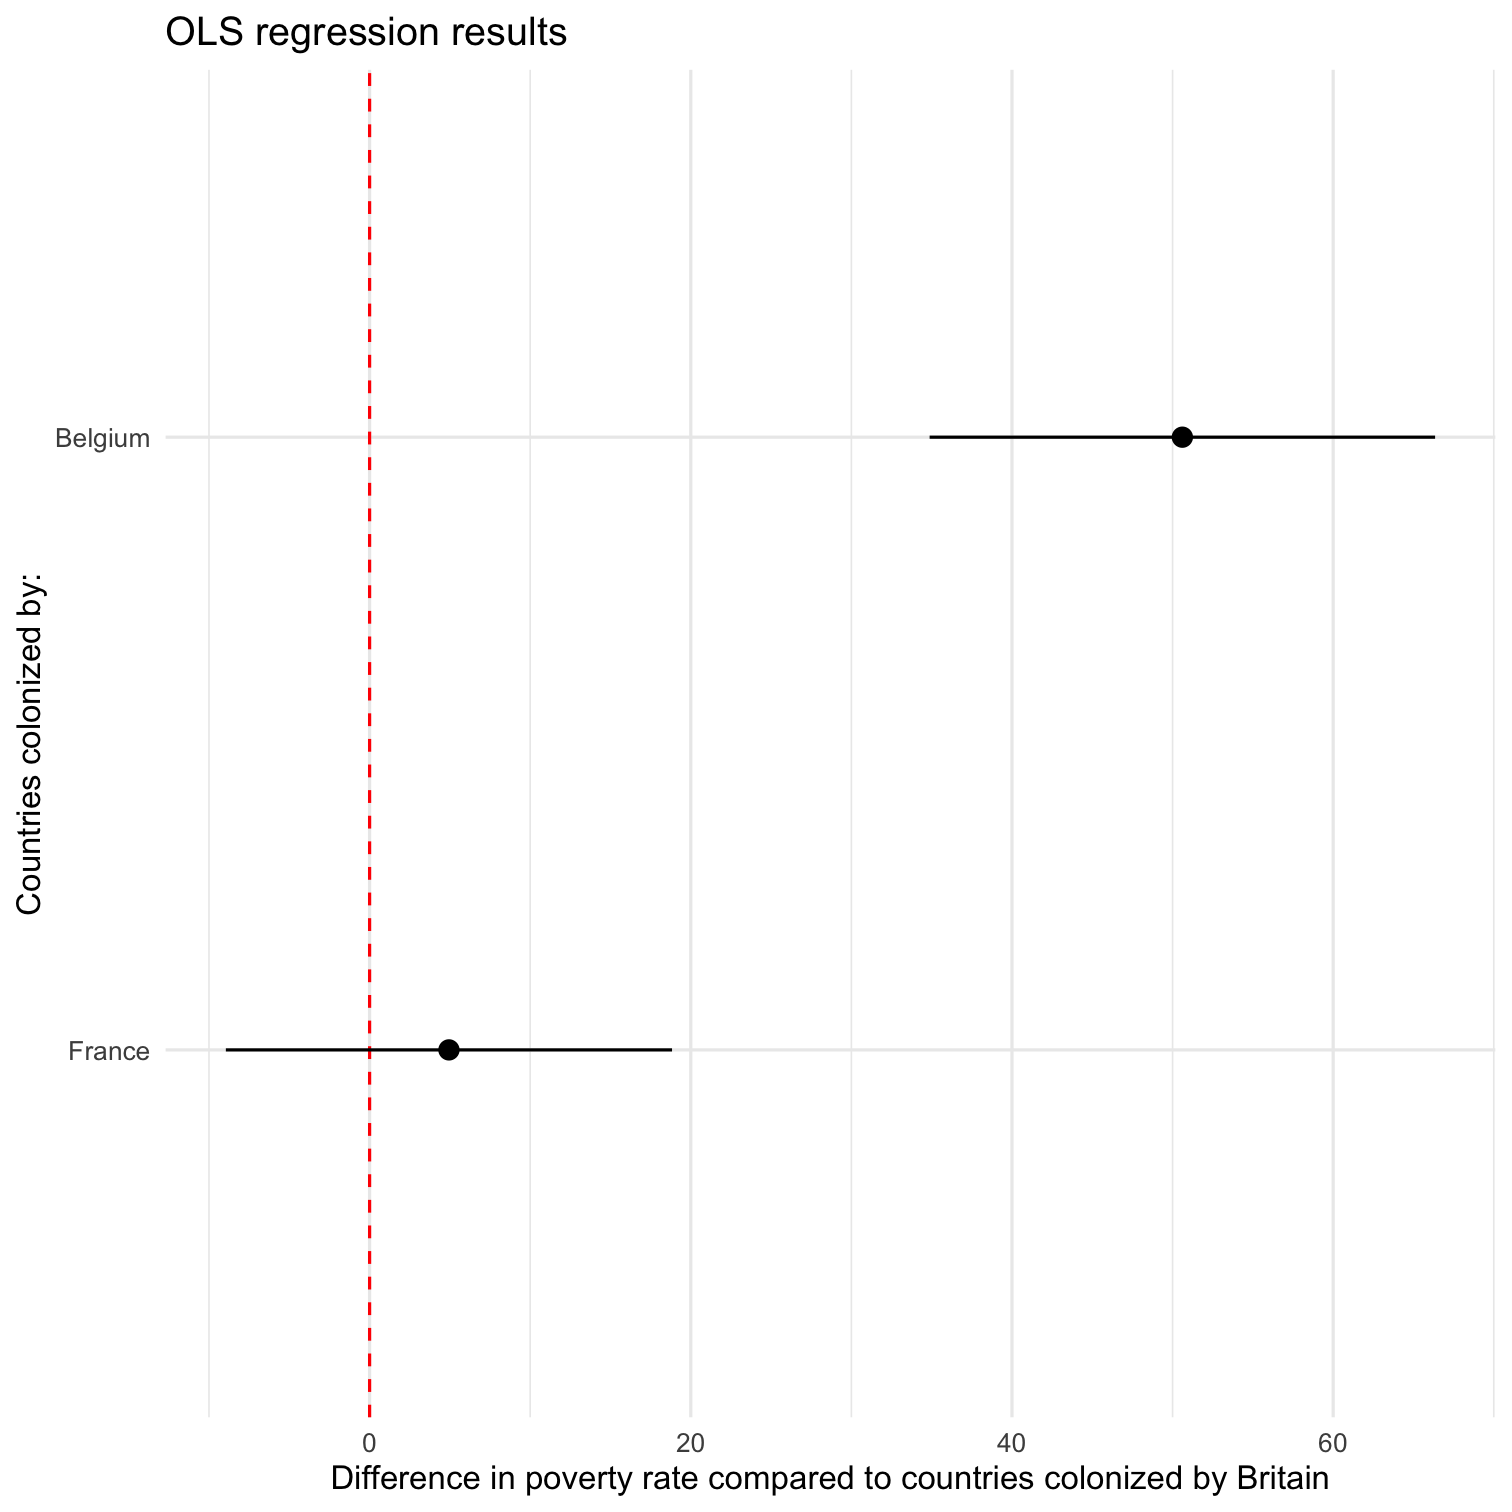 OLS regression results
Countries colonized by:
Belgium
France
0 20 40 60
Difference in poverty rate compared to countries colonized by Britain